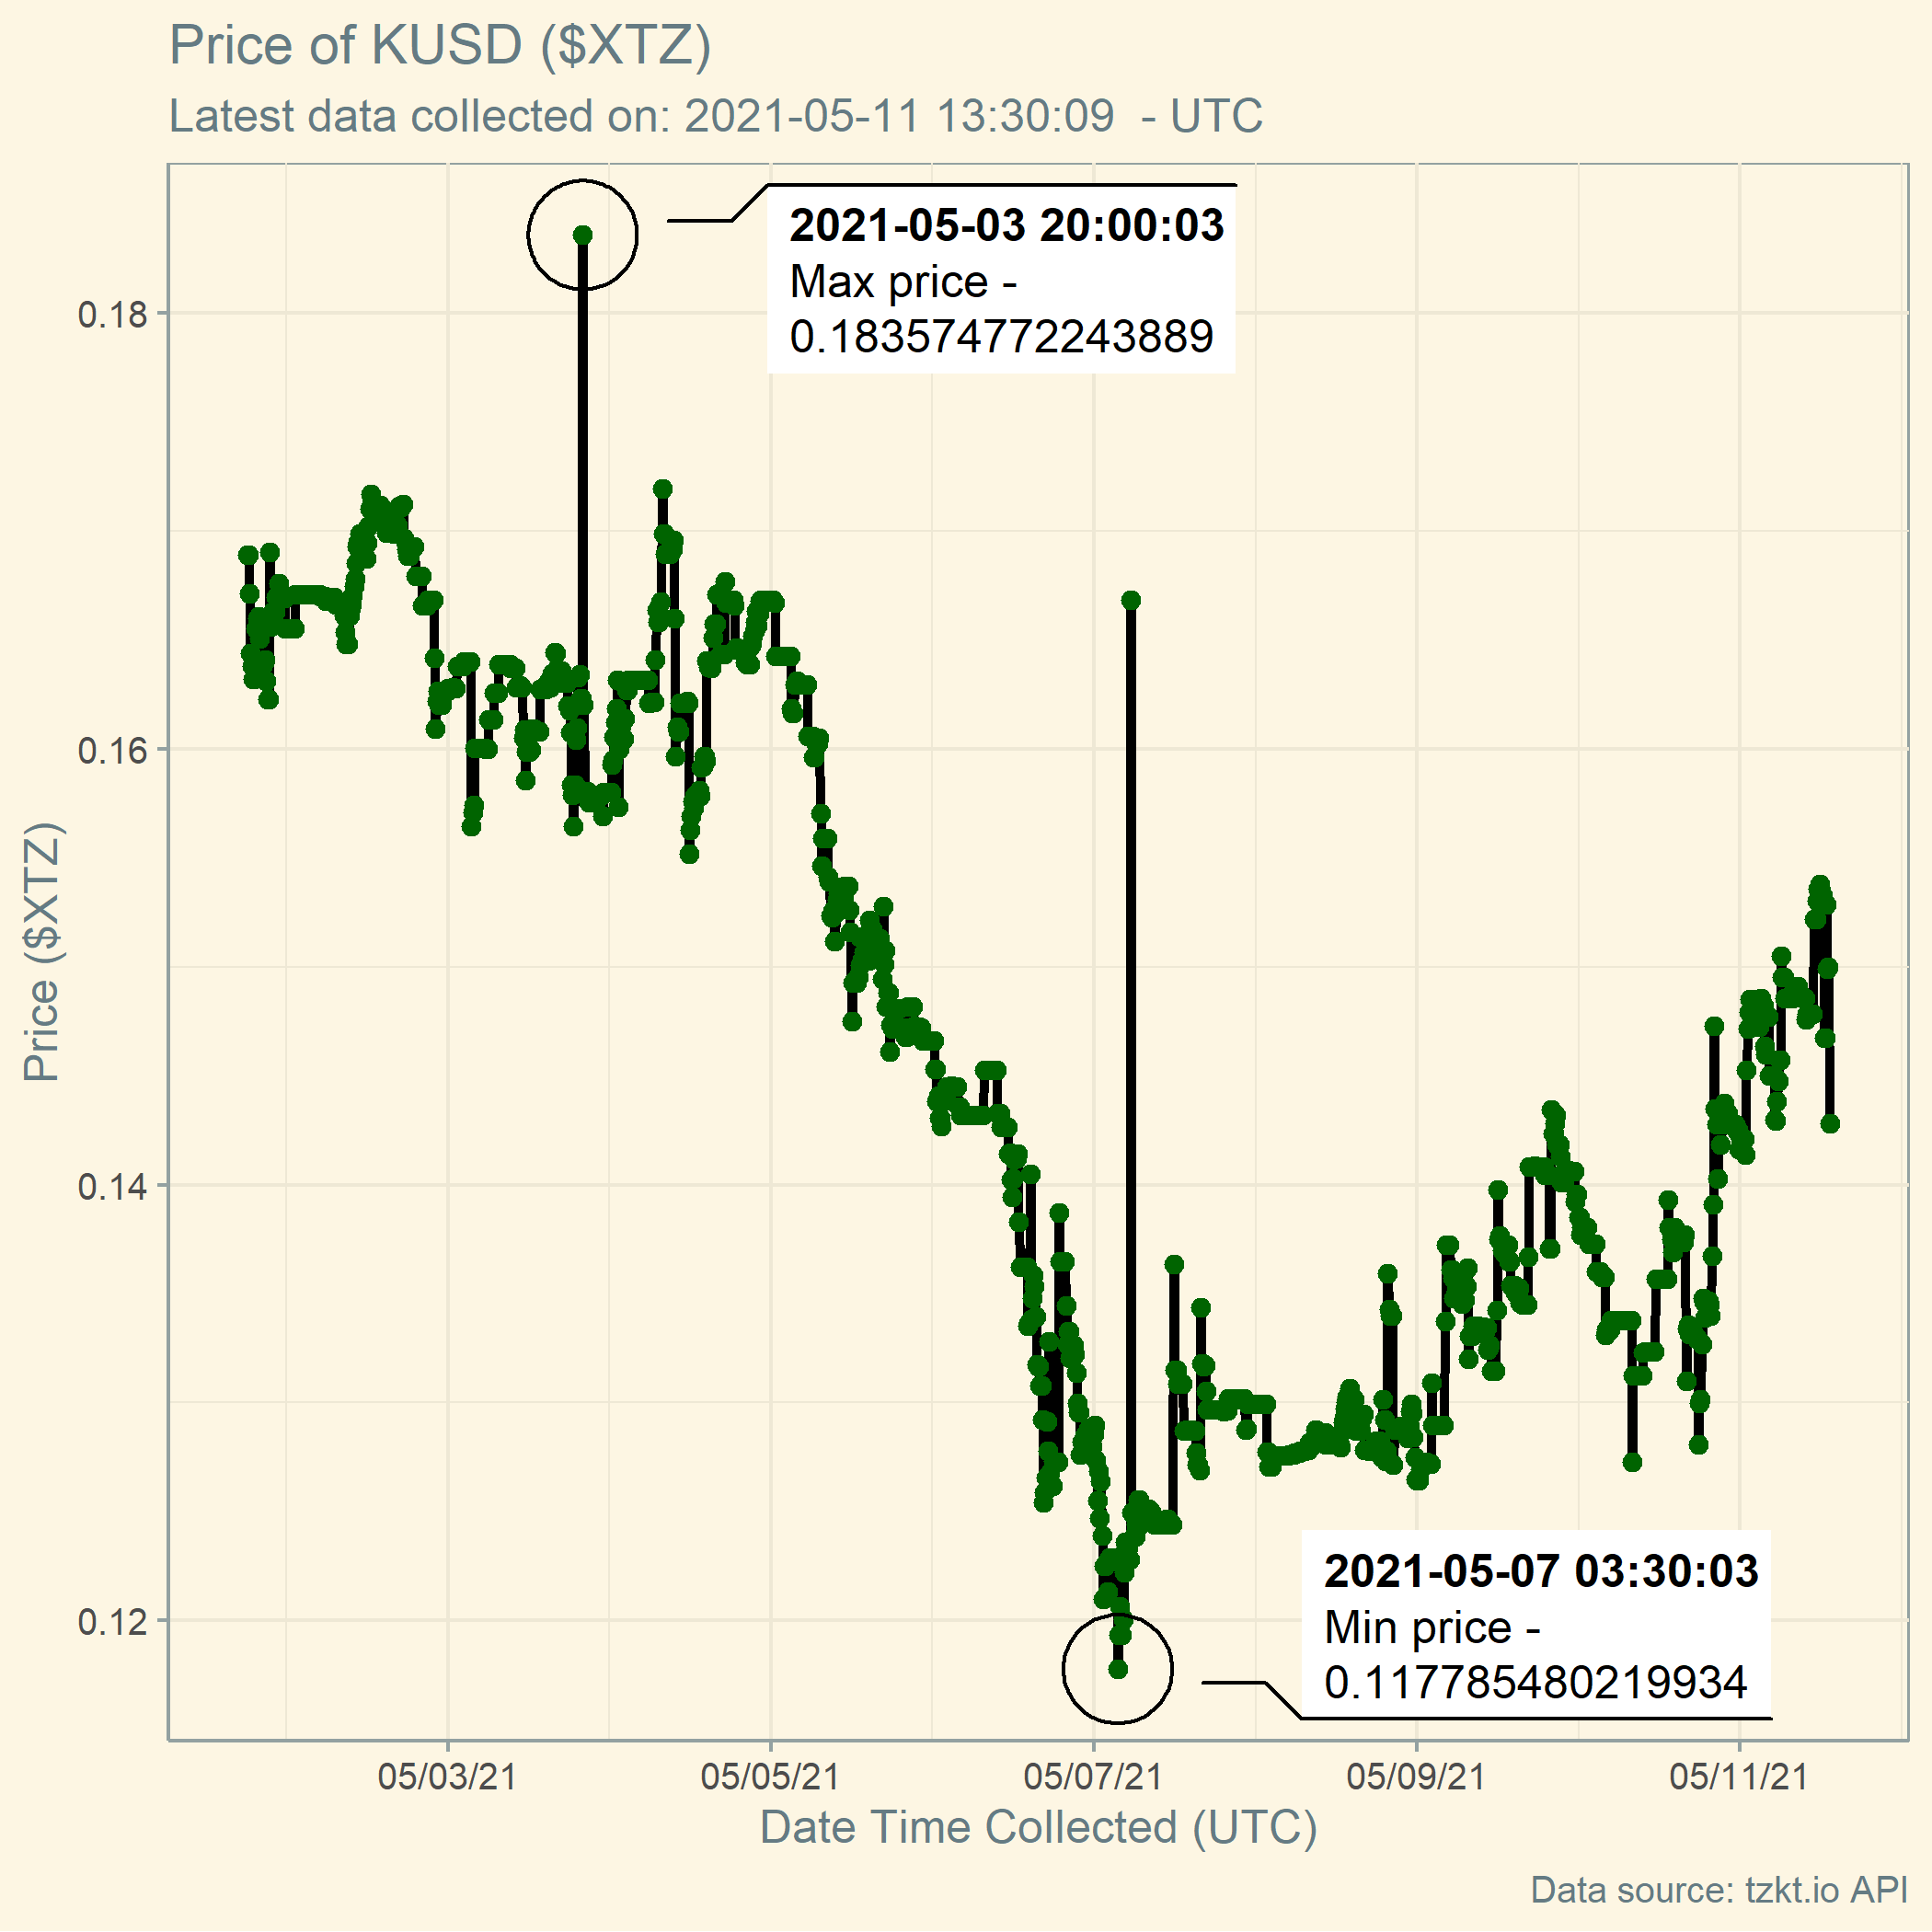 Price of KUSD ($XTZ)
Latest data collected on: 2021-05-11 13:30:09  - UTC
2021-05-03 20:00:03
Max price -
0.183574772243889
0.18
0.16
0.14
0.12
Price ($XTZ)
2021-05-07 03:30:03
Min price -
0.117785480219934
05/03/21
05/05/21
05/07/21
05/09/21
05/11/21
Date Time Collected (UTC)
Data source: tzkt.io API